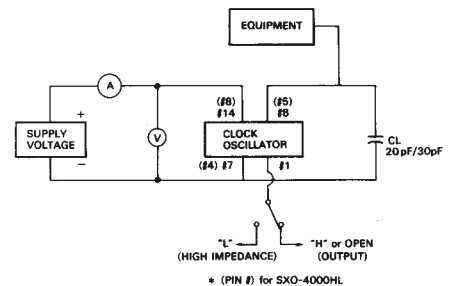 EQUIPMENT
A
(#8)
#14
(#5)
#8
+
SUPPLY
VOLTAGE
−
V
CLOCK
OSCILLATOR
CL
20pF/30pF
(#4) #7
#1
"L"
(HIGH IMPEDANCE)
"H" or OPEN
(OUTPUT)
* (PIN #) for SXO-4000HL